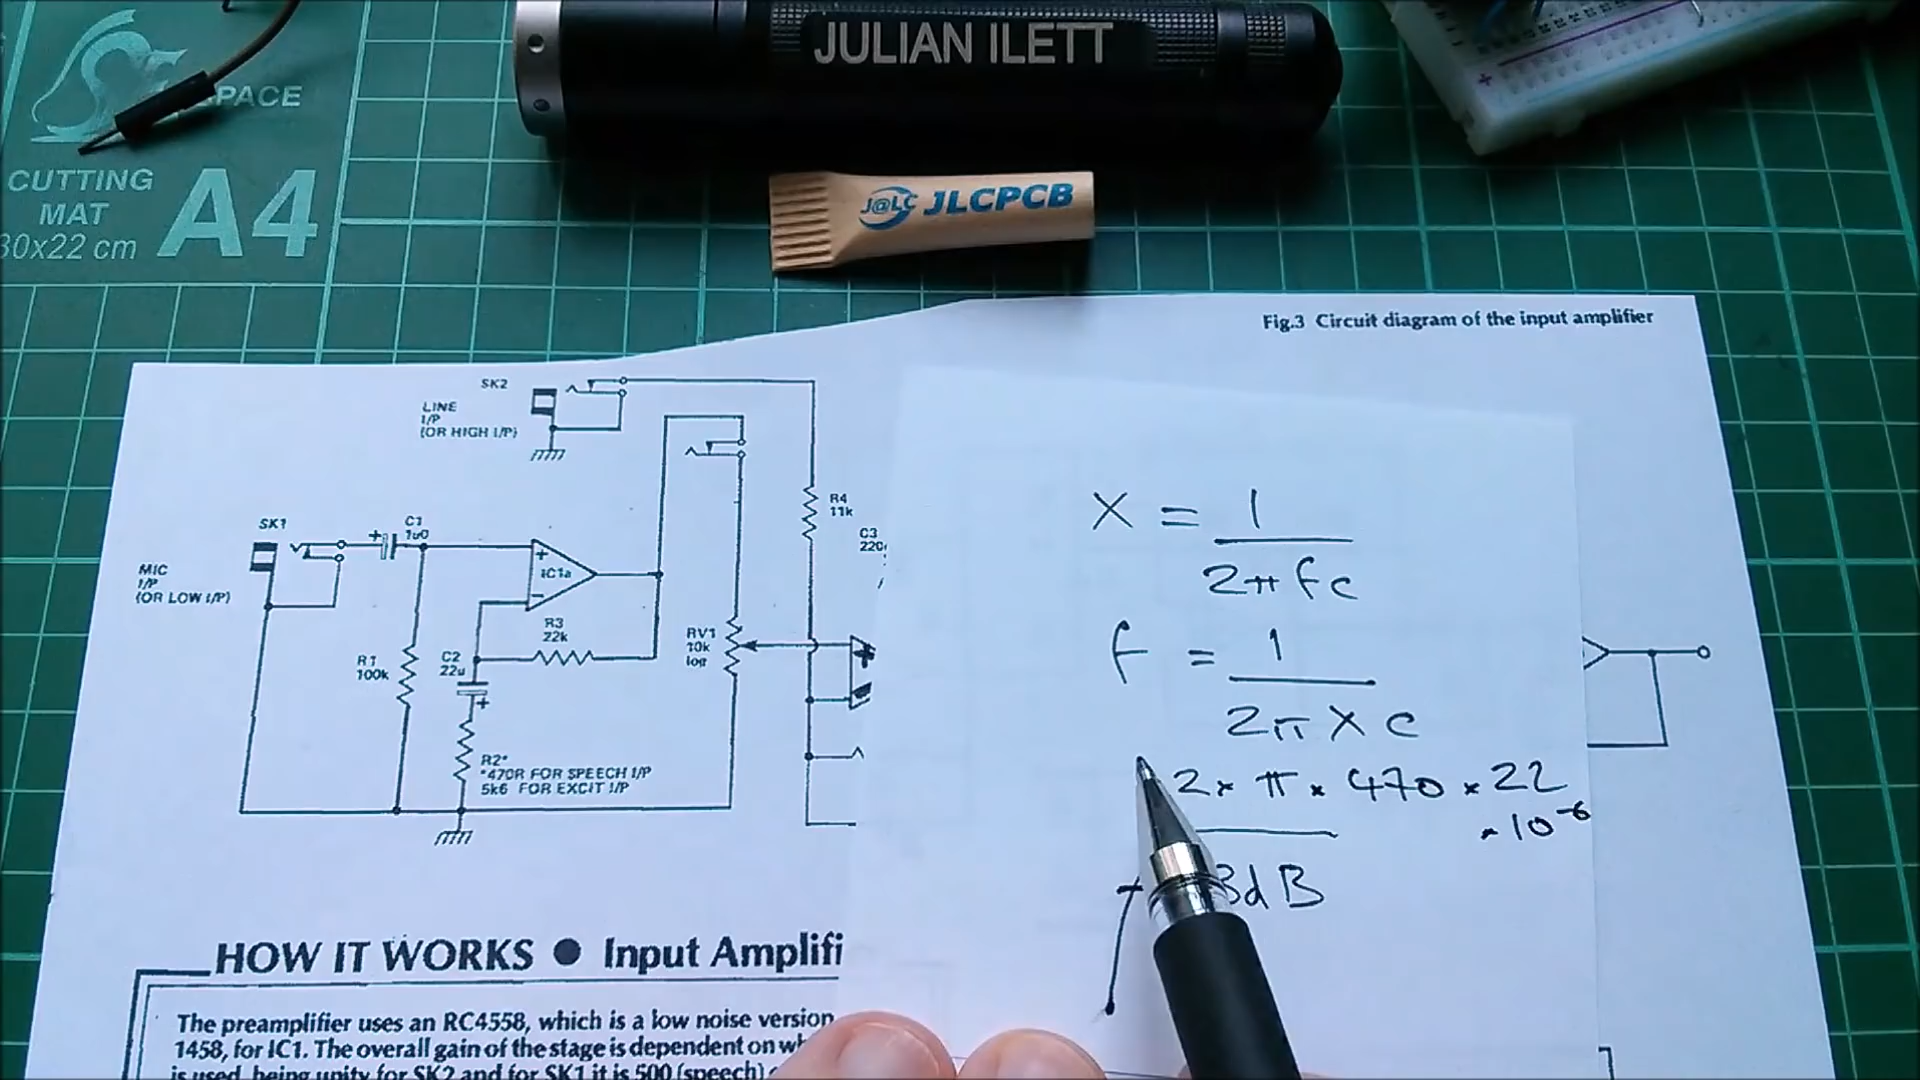 JULIAN ILETT
SPACE
CUTTING
MAT
30x22 cm
A4
J@LC JLCPCB
Fig.3 Circuit diagram of the input amplifier
SK2
LINE
I/P
(OR HIGH I/P)
SK1
C1
1u0
MIC
I/P
(OR LOW I/P)
+
IC1a
−
R4
11k
C3
220
R3
22k
RV1
10k
log
R1
100k
C2
22u
+
R2*
*470R FOR SPEECH I/P
5k6 FOR EXCIT I/P
X = 1
2π fc
f = 1
2π X c
2 × π × 470 × 22
× 10⁻⁶
3dB
HOW IT WORKS ● Input Amplifi
The preamplifier uses an RC4558, which is a low noise version
1458, for IC1. The overall gain of the stage is dependent on wh
is used, being unity for SK2 and for SK1 it is 500 (speech)